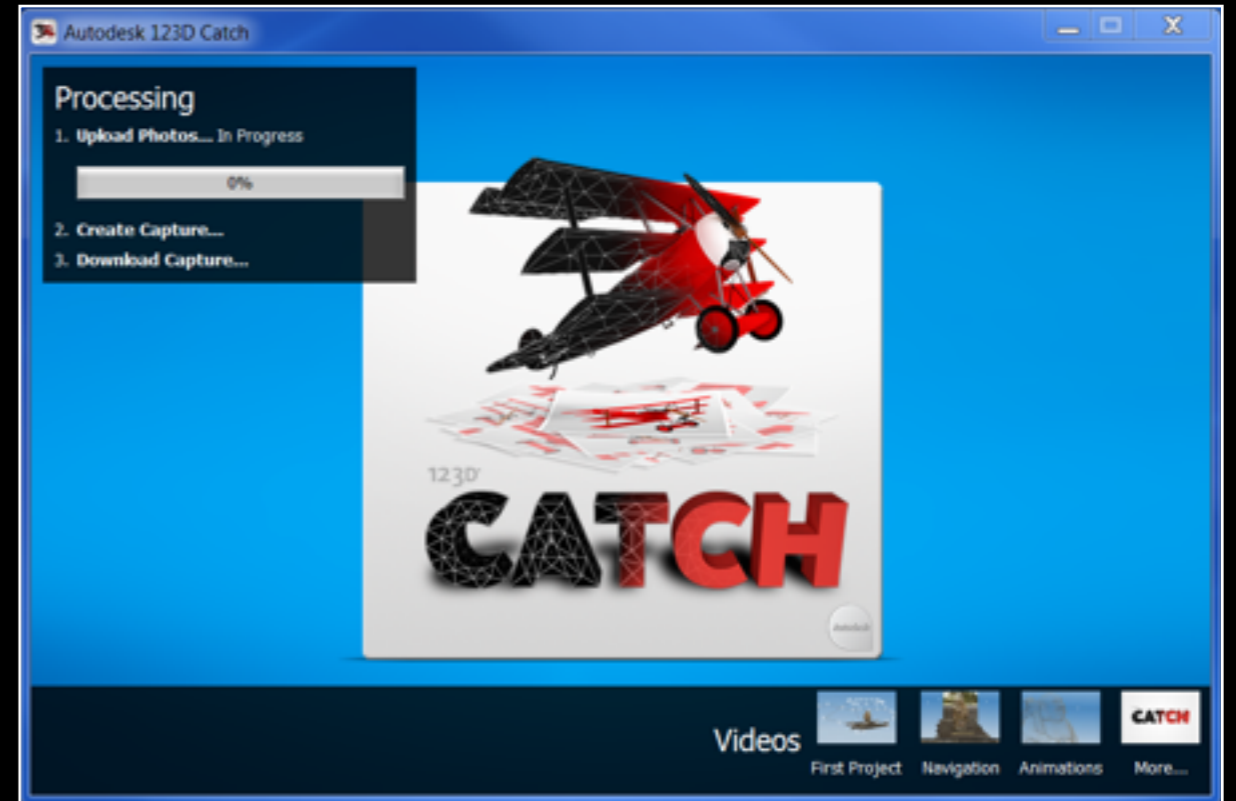 Autodesk 123D Catch
Processing
1. Upload Photos... In Progress
0%
2. Create Capture...
3. Download Capture...
123D
CATCH
Autodesk
Videos
CATCH
First Project Navigation Animations More...